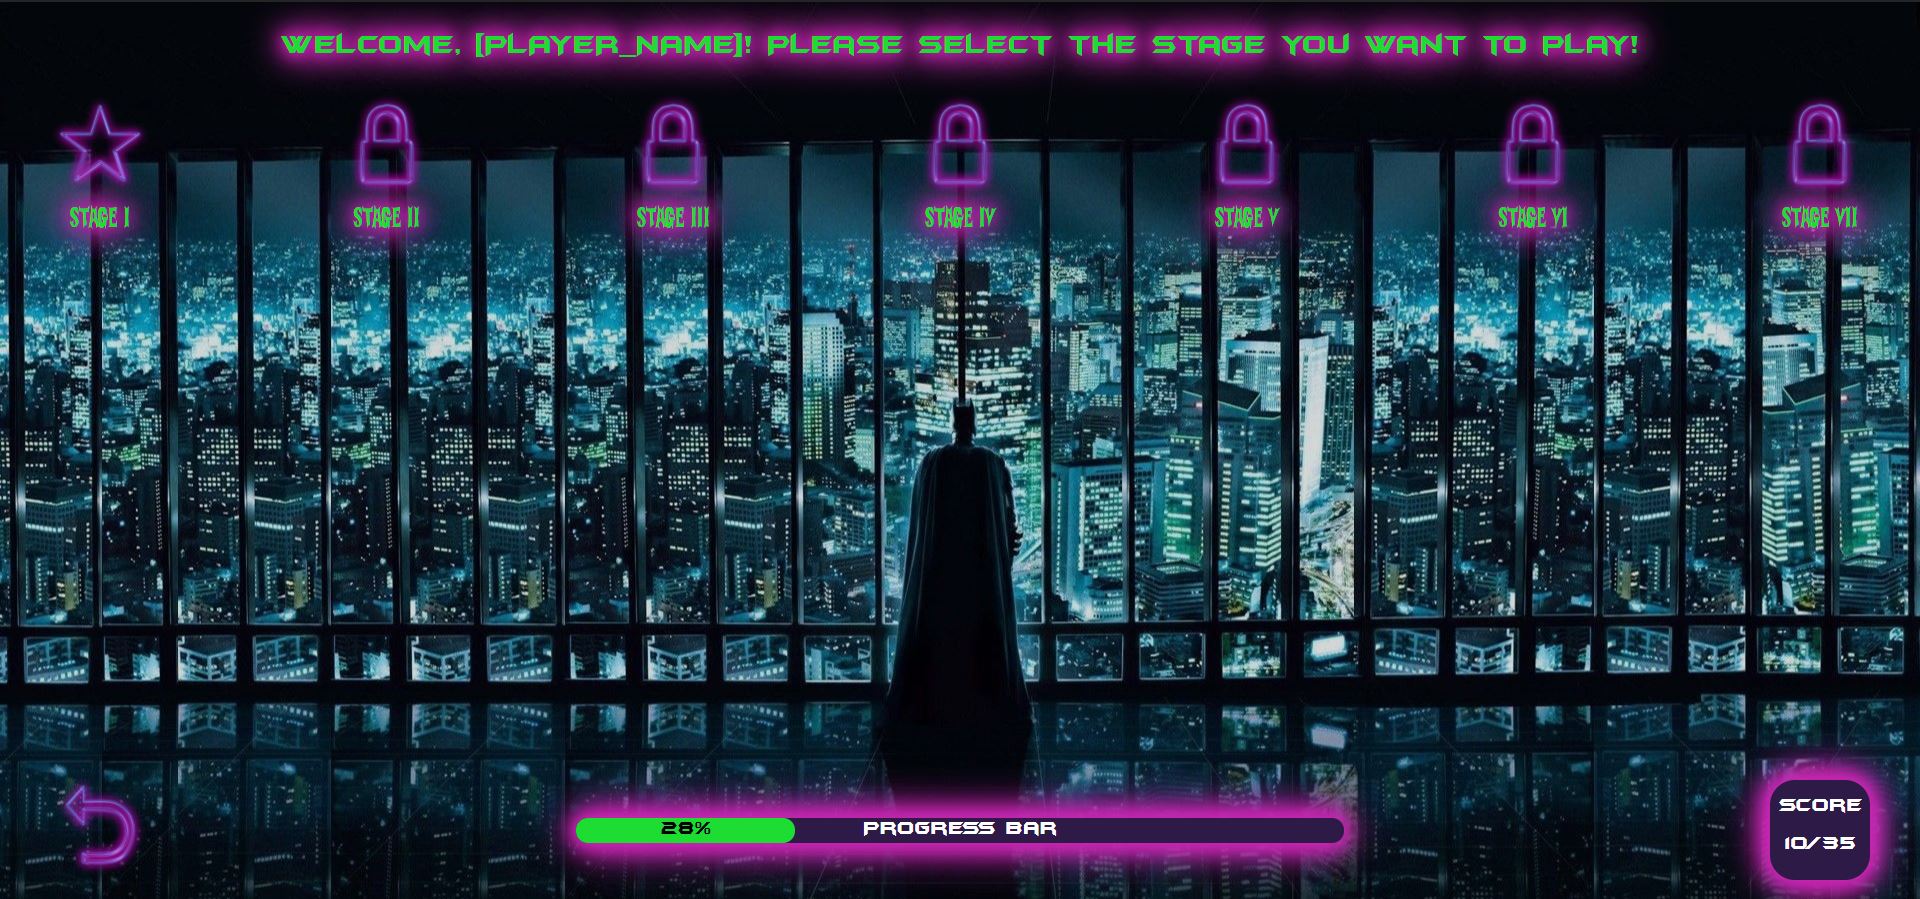 WELCOME, [PLAYER_NAME]! PLEASE SELECT THE STAGE YOU WANT TO PLAY!
STAGE I
STAGE II
STAGE III
STAGE IV
STAGE V
STAGE VI
STAGE VII
28%
PROGRESS BAR
SCORE
10/35